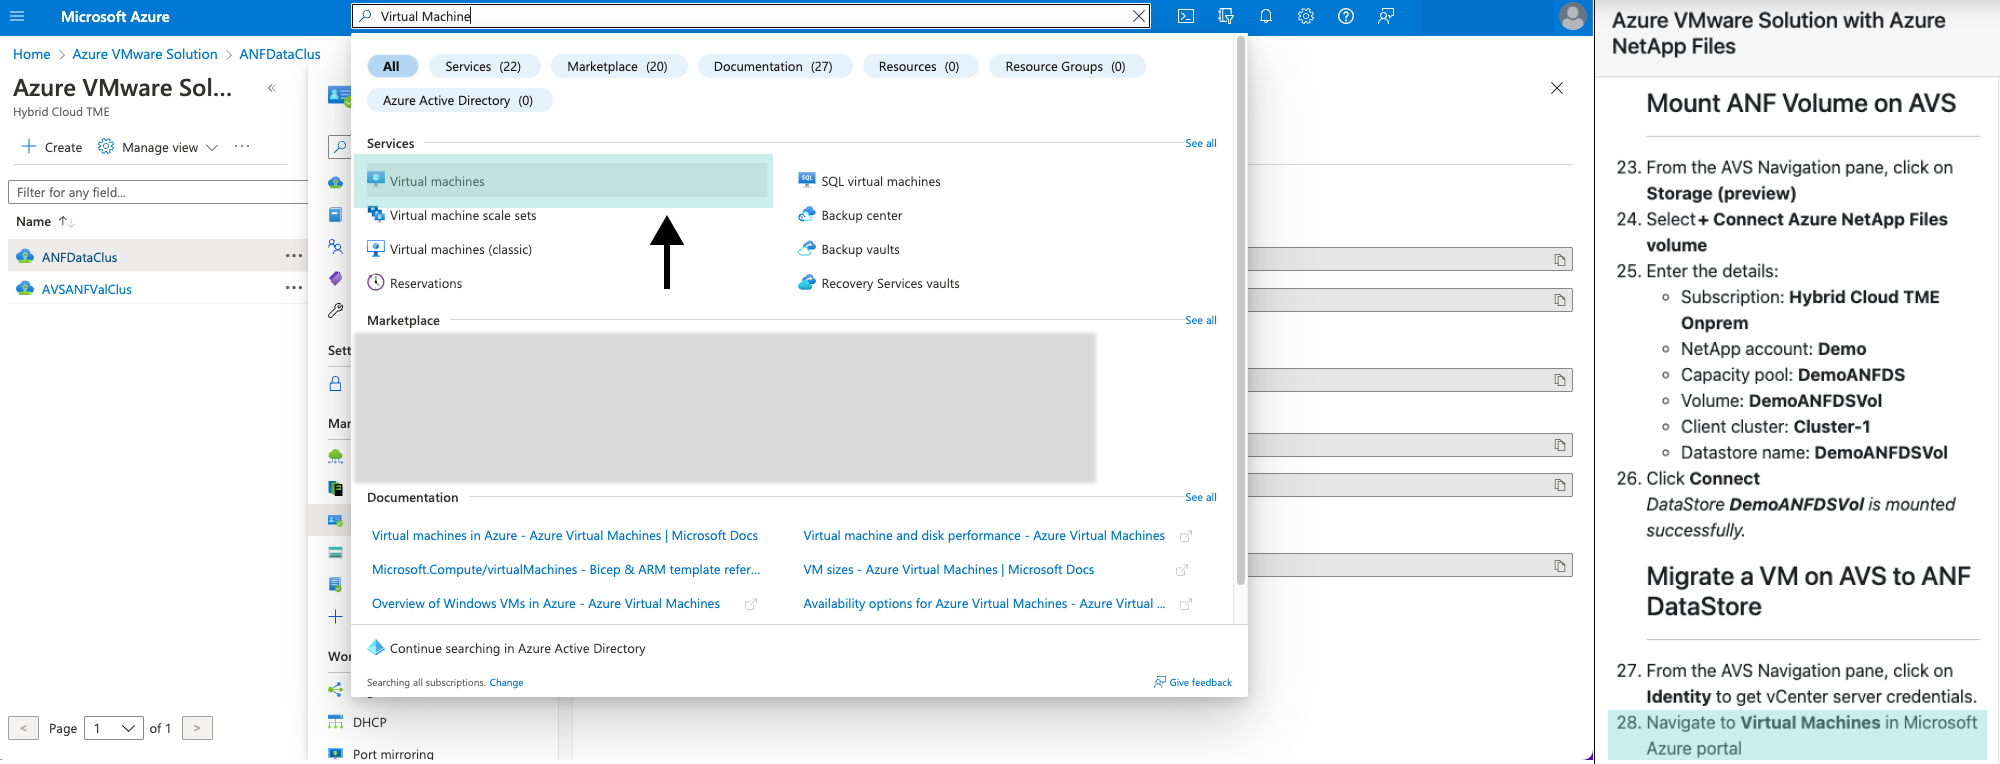 Microsoft Azure
Virtual Machine
Home > Azure VMware Solution > ANFDataClus
Azure VMware Sol...
Hybrid Cloud TME
Create
Manage view
Filter for any field...
Name
ANFDataClus
AVSANFValClus
< Page 1 of 1 >
Sett
Mar
Wor
DHCP
Port mirroring
All
Services (22)
Marketplace (20)
Documentation (27)
Resources (0)
Resource Groups (0)
Azure Active Directory (0)
Services
See all
Virtual machines
SQL virtual machines
Virtual machine scale sets
Backup center
Virtual machines (classic)
Backup vaults
Reservations
Recovery Services vaults
Marketplace
See all
Documentation
See all
Virtual machines in Azure - Azure Virtual Machines | Microsoft Docs
Virtual machine and disk performance - Azure Virtual Machines
Microsoft.Compute/virtualMachines - Bicep & ARM template refer...
VM sizes - Azure Virtual Machines | Microsoft Docs
Overview of Windows VMs in Azure - Azure Virtual Machines
Availability options for Azure Virtual Machines - Azure Virtual ...
Continue searching in Azure Active Directory
Searching all subscriptions. Change
Give feedback
Azure VMware Solution with Azure
NetApp Files
Mount ANF Volume on AVS
23. From the AVS Navigation pane, click on
Storage (preview)
24. Select + Connect Azure NetApp Files
volume
25. Enter the details:
Subscription: Hybrid Cloud TME
Onprem
NetApp account: Demo
Capacity pool: DemoANFDS
Volume: DemoANFDSVol
Client cluster: Cluster-1
Datastore name: DemoANFDSVol
26. Click Connect
DataStore DemoANFDSVol is mounted
successfully.
Migrate a VM on AVS to ANF
DataStore
27. From the AVS Navigation pane, click on
Identity to get vCenter server credentials.
28. Navigate to Virtual Machines in Microsoft
Azure portal